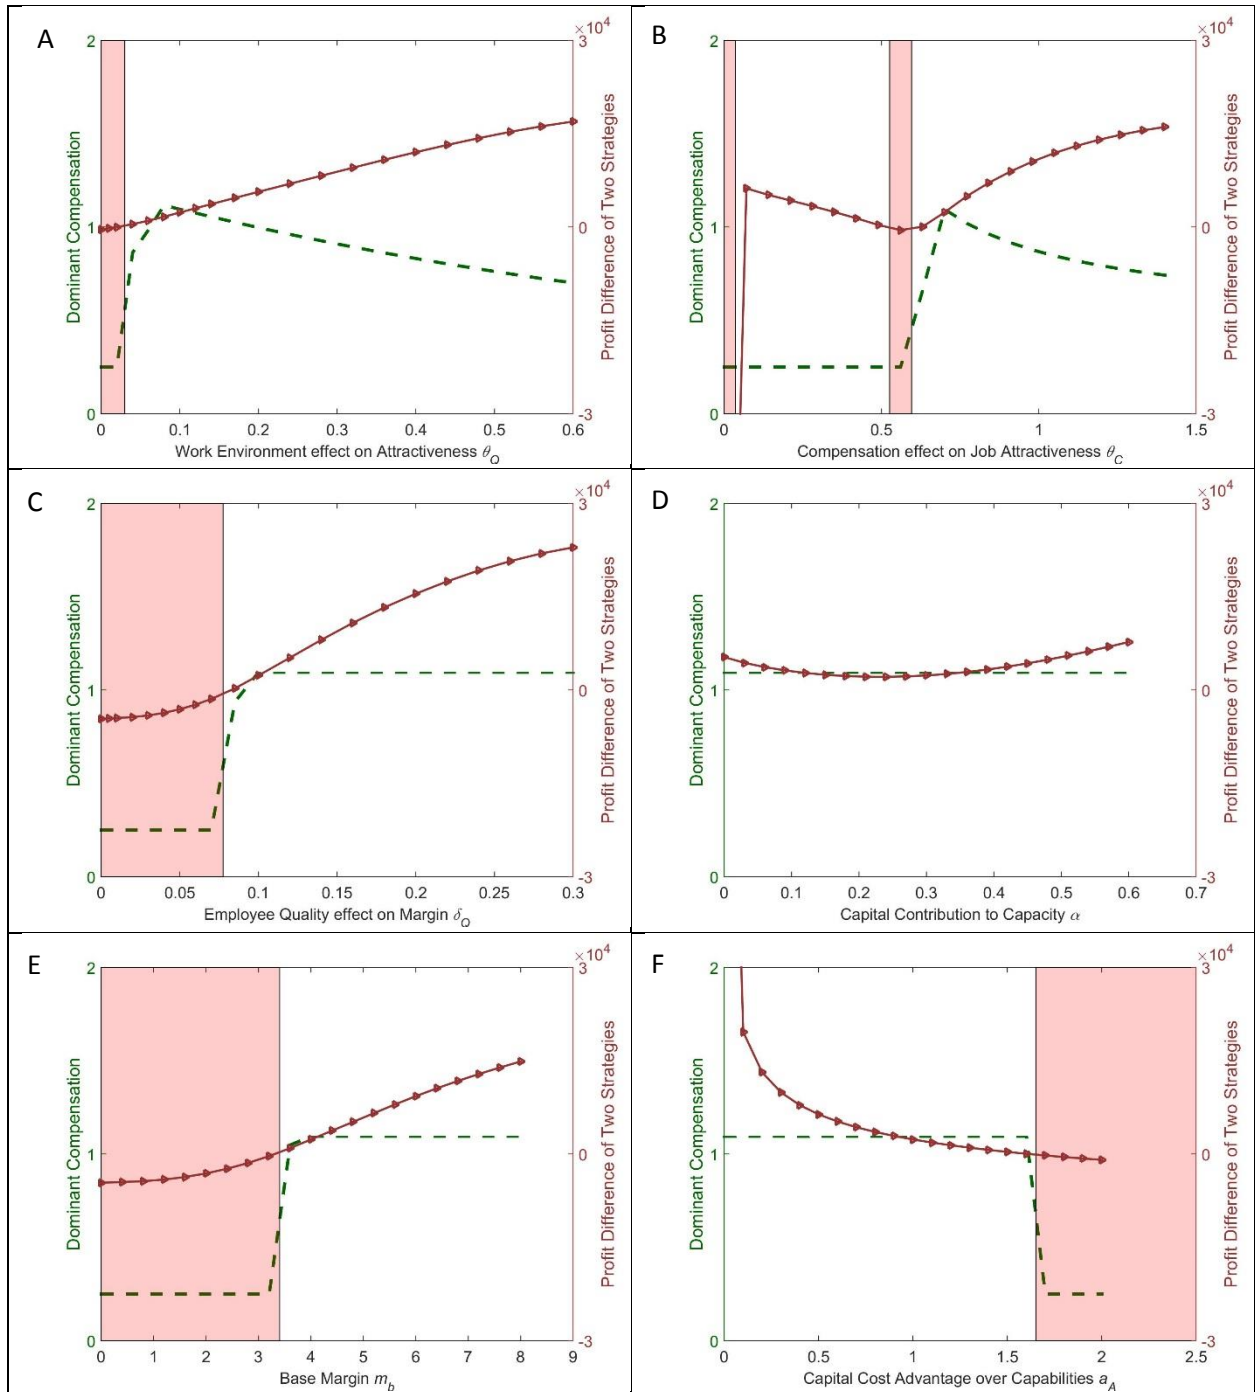 A
×10⁴
2
3
Dominant Compensation
1
0
Profit Difference of Two Strategies
0
-3
0 0.1 0.2 0.3 0.4 0.5 0.6
Work Environment effect on Attractiveness θ_Q
B
×10⁴
2
3
Dominant Compensation
1
0
Profit Difference of Two Strategies
0
-3
0 0.5 1 1.5
Compensation effect on Job Attractiveness θ_C
C
×10⁴
2
3
Dominant Compensation
1
0
Profit Difference of Two Strategies
0
-3
0 0.05 0.1 0.15 0.2 0.25 0.3
Employee Quality effect on Margin δ_Q
D
×10⁴
2
3
Dominant Compensation
1
0
Profit Difference of Two Strategies
0
-3
0 0.1 0.2 0.3 0.4 0.5 0.6 0.7
Capital Contribution to Capacity α
E
×10⁴
2
3
Dominant Compensation
1
0
Profit Difference of Two Strategies
0
-3
0 1 2 3 4 5 6 7 8 9
Base Margin m_b
F
×10⁴
2
3
Dominant Compensation
1
0
Profit Difference of Two Strategies
0
-3
0 0.5 1 1.5 2 2.5
Capital Cost Advantage over Capabilities a_A